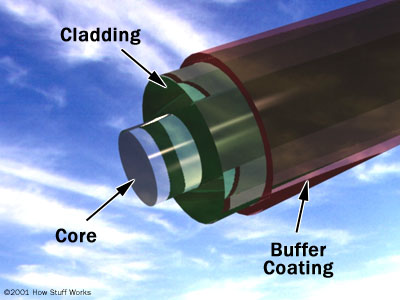 Cladding
Core
Buffer
Coating
©2001 How Stuff Works